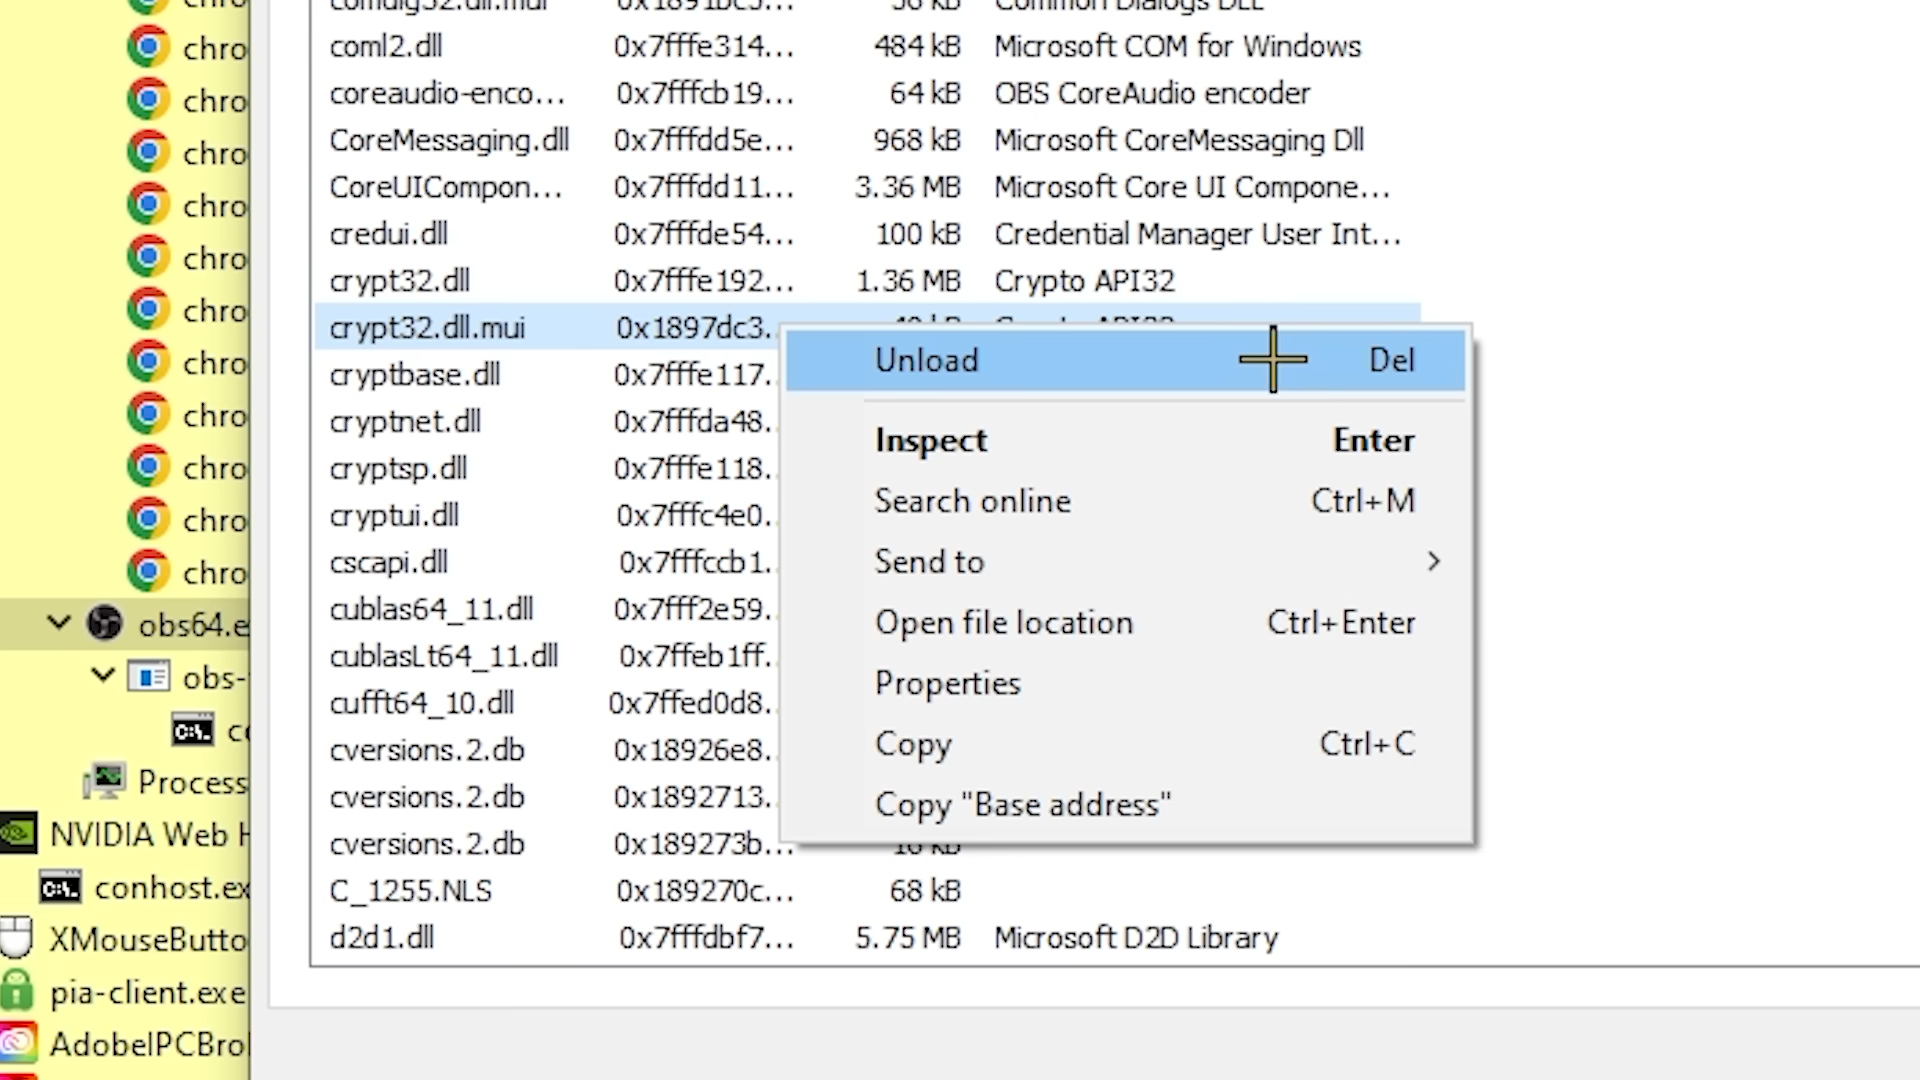 chro
chro
chro
chro
chro
chro
chro
chro
chro
chro
chro
obs64.e
obs-
Process
NVIDIA Web H
conhost.ex
XMouseButto
pia-client.exe
AdobeIPCBro
comdlg32.dll.mui 0x1891bc5... 36 kB Common Dialogs DLL
coml2.dll 0x7fffe314... 484 kB Microsoft COM for Windows
coreaudio-enco... 0x7fffcb19... 64 kB OBS CoreAudio encoder
CoreMessaging.dll 0x7fffdd5e... 968 kB Microsoft CoreMessaging Dll
CoreUICompon... 0x7fffdd11... 3.36 MB Microsoft Core UI Compone...
credui.dll 0x7fffde54... 100 kB Credential Manager User Int...
crypt32.dll 0x7fffe192... 1.36 MB Crypto API32
crypt32.dll.mui 0x1897dc3. Crypto API32
cryptbase.dll 0x7fffe117.
cryptnet.dll 0x7fffda48.
cryptsp.dll 0x7fffe118.
cryptui.dll 0x7fffc4e0.
cscapi.dll 0x7fffccb1.
cublas64_11.dll 0x7fff2e59.
cublasLt64_11.dll 0x7ffeb1ff.
cufft64_10.dll 0x7ffed0d8.
cversions.2.db 0x18926e8.
cversions.2.db 0x1892713.
cversions.2.db 0x189273b... 16 kB
C_1255.NLS 0x189270c... 68 kB
d2d1.dll 0x7fffdbf7... 5.75 MB Microsoft D2D Library
Unload Del
Inspect Enter
Search online Ctrl+M
Send to
Open file location Ctrl+Enter
Properties
Copy Ctrl+C
Copy "Base address"